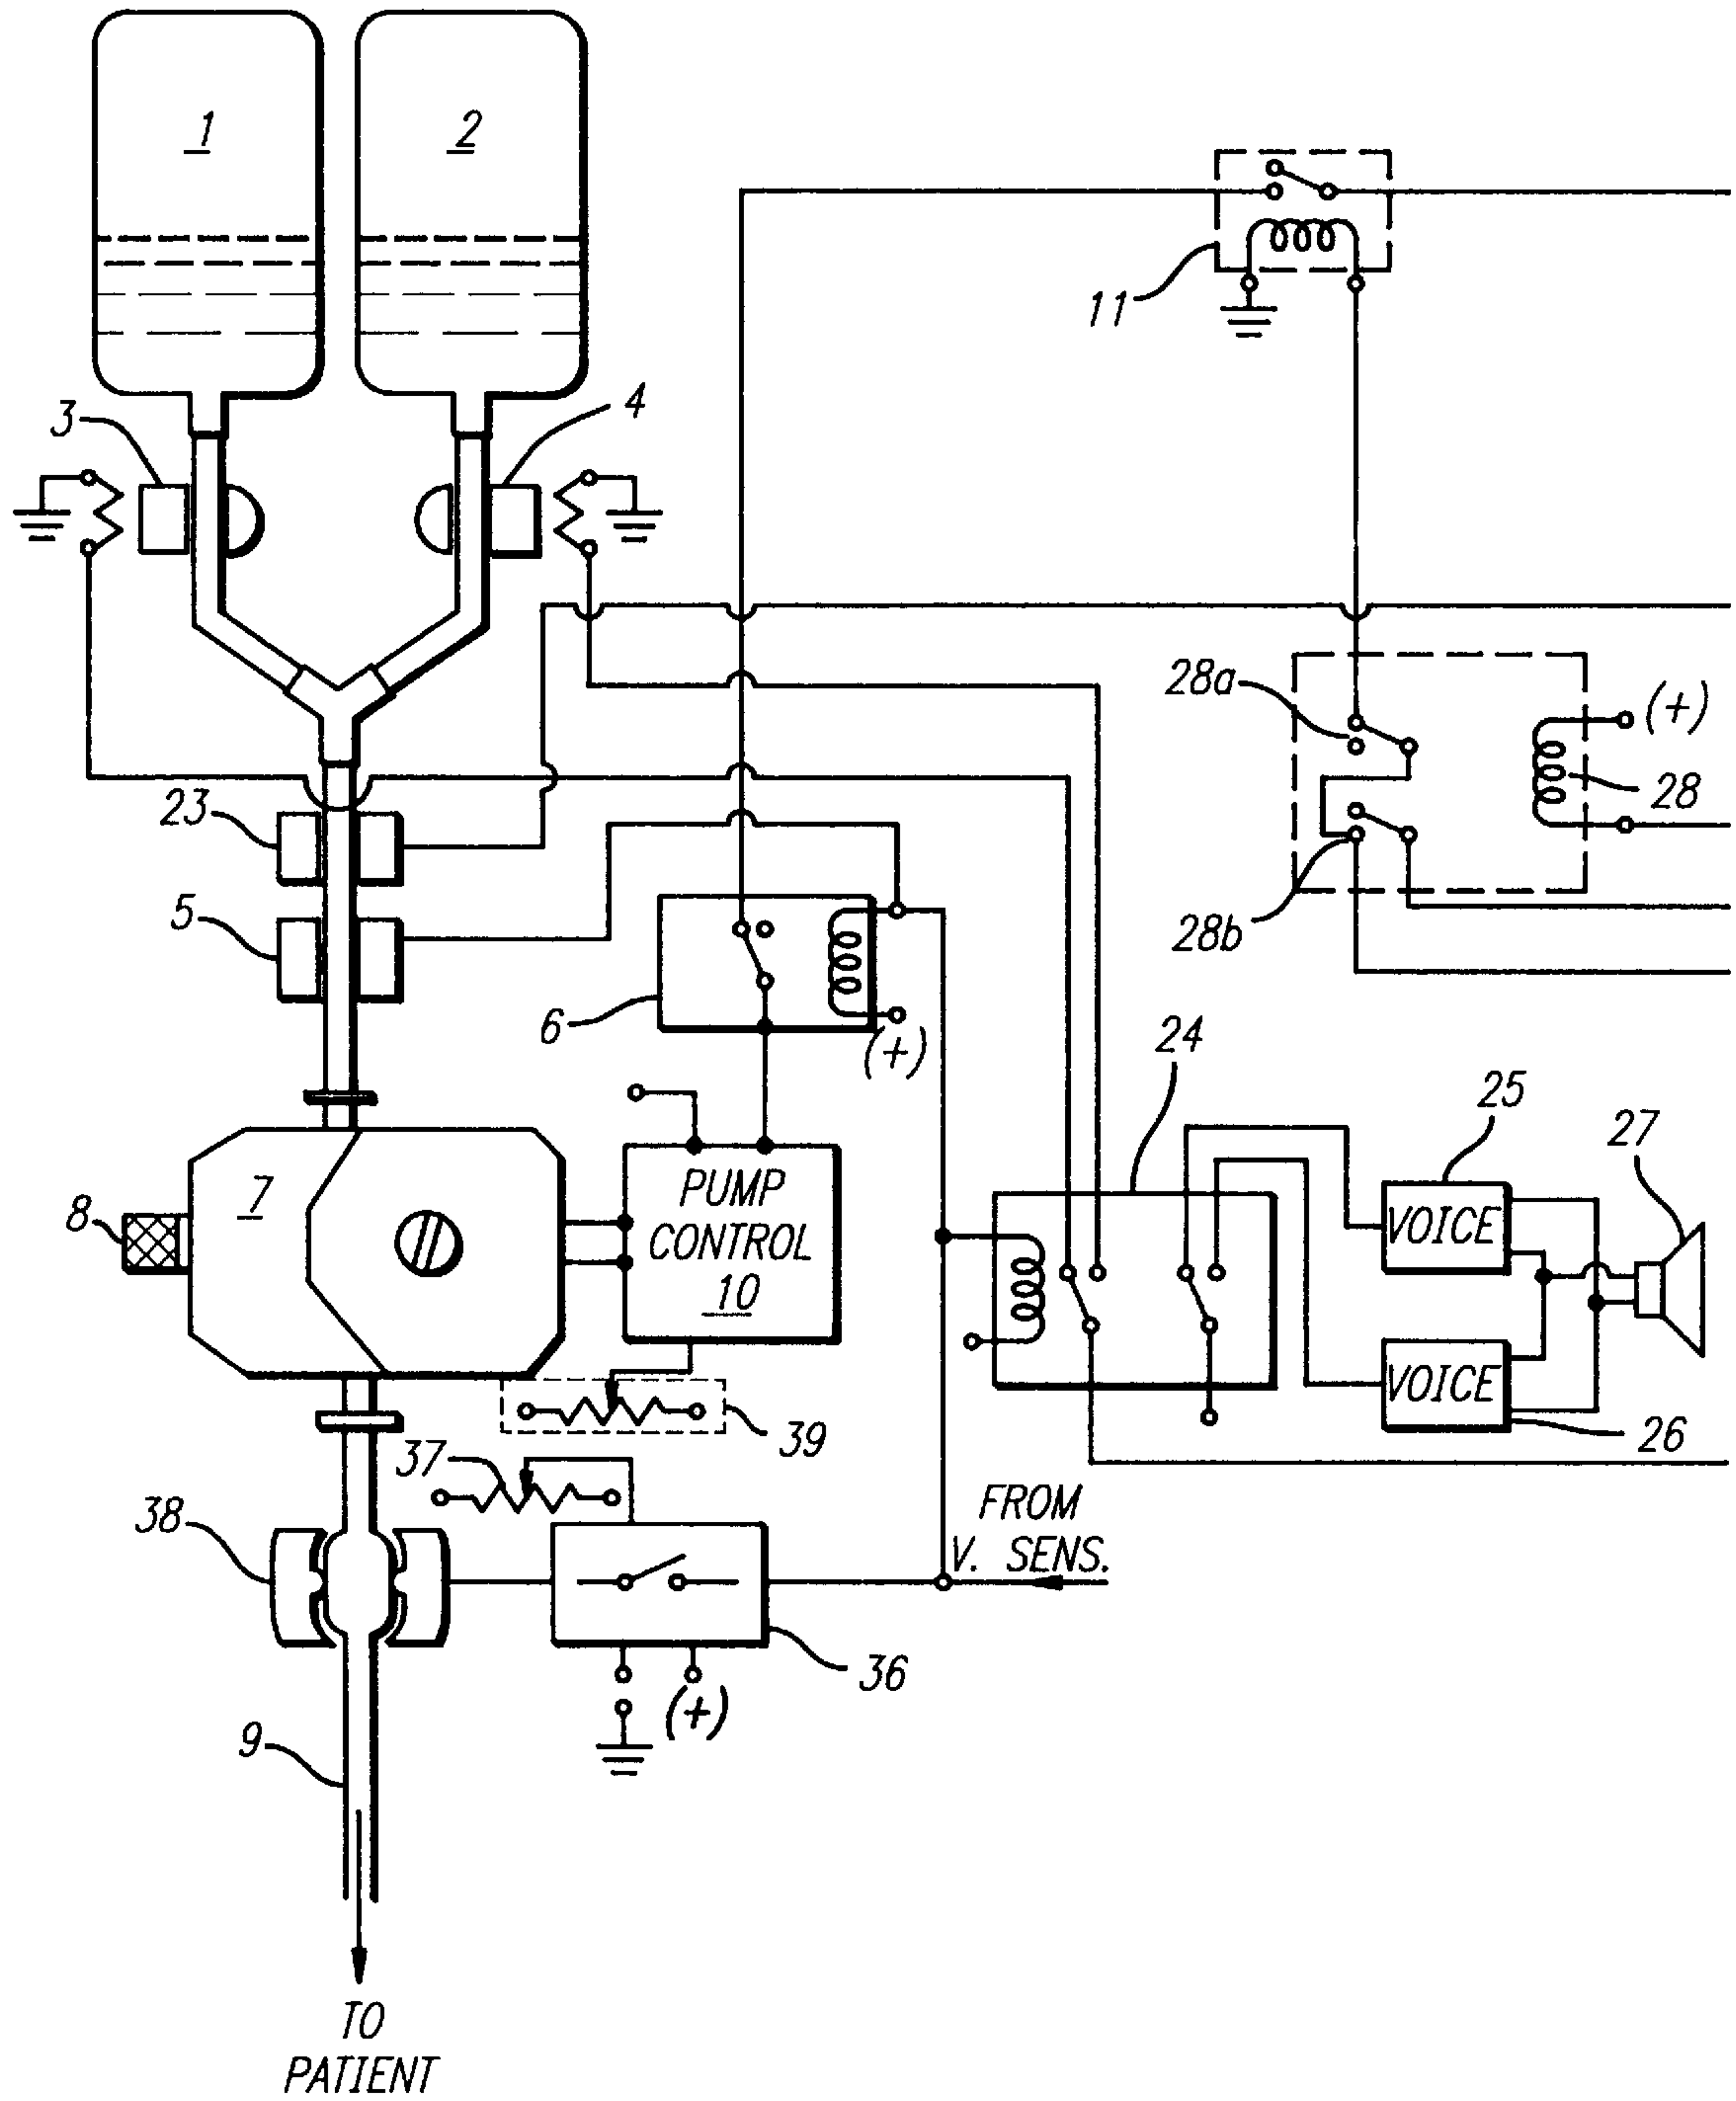 1
2
11
3
4
28a
(+)
28
23
5
28b
6
(+)
24
25
27
PUMP
CONTROL
10
7
8
VOICE
VOICE
26
39
37
38
FROM
V. SENS.
36
(+)
9
TO
PATIENT